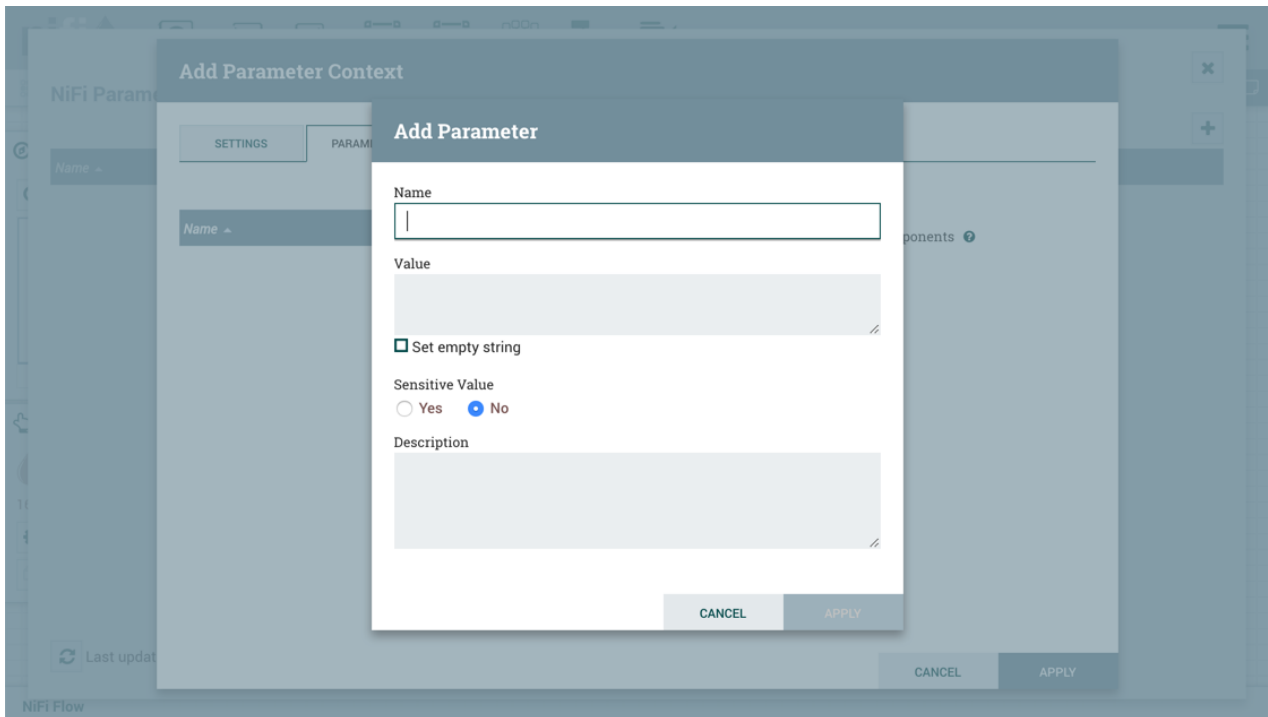 Add Parameter Context
NiFi Parame
Add Parameter
SETTINGS
PARAM
Name
Name
Name
ponents
Value
Set empty string
Sensitive Value
Yes
No
Description
CANCEL
APPLY
Last updat
CANCEL
APPLY
NiFi Flow